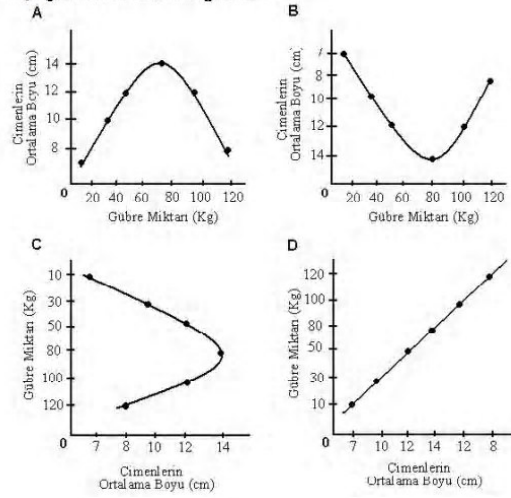 A
Çimenlerin
Ortalama Boyu (cm)
14
12
10
8
0
20 40 60 80 100 120
Gübre Miktarı (Kg)
B
Çimenlerin
Ortalama Boyu (cm)
7
8
10
12
14
0
20 40 60 80 100 120
Gübre Miktarı (Kg)
C
Gübre Miktarı (Kg)
10
30
50
80
100
120
0
7 10 12 14
Çimenlerin
Ortalama Boyu (cm)
D
Gübre Miktarı (Kg)
120
100
80
50
30
10
0
7 10 12 14 12 8
Çimenlerin
Ortalama Boyu (cm)